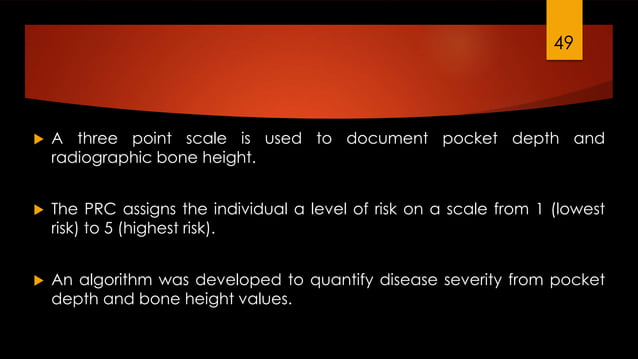 49
A three point scale is used to document pocket depth and
radiographic bone height.
The PRC assigns the individual a level of risk on a scale from 1 (lowest
risk) to 5 (highest risk).
An algorithm was developed to quantify disease severity from pocket
depth and bone height values.